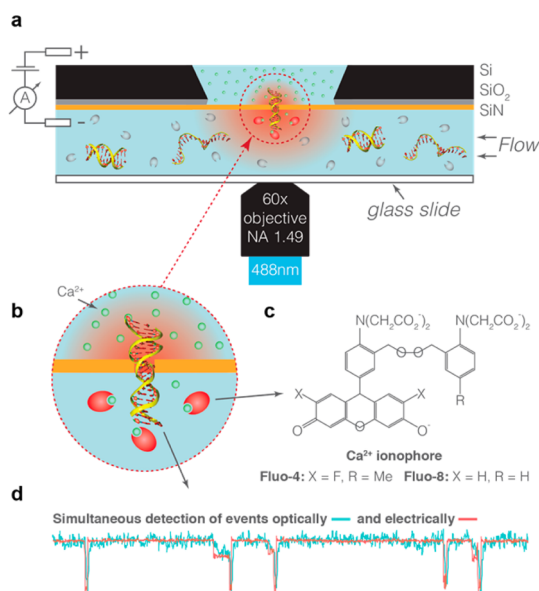 a
+
A
-
Si
SiO2
SiN
Flow
glass slide
60x
objective
NA 1.49
488nm
b
Ca2+
c
N(CH2CO2-)2 N(CH2CO2-)2
O O
X X R
O O O-
Ca2+ ionophore
Fluo-4: X = F, R = Me Fluo-8: X = H, R = H
d
Simultaneous detection of events optically and electrically